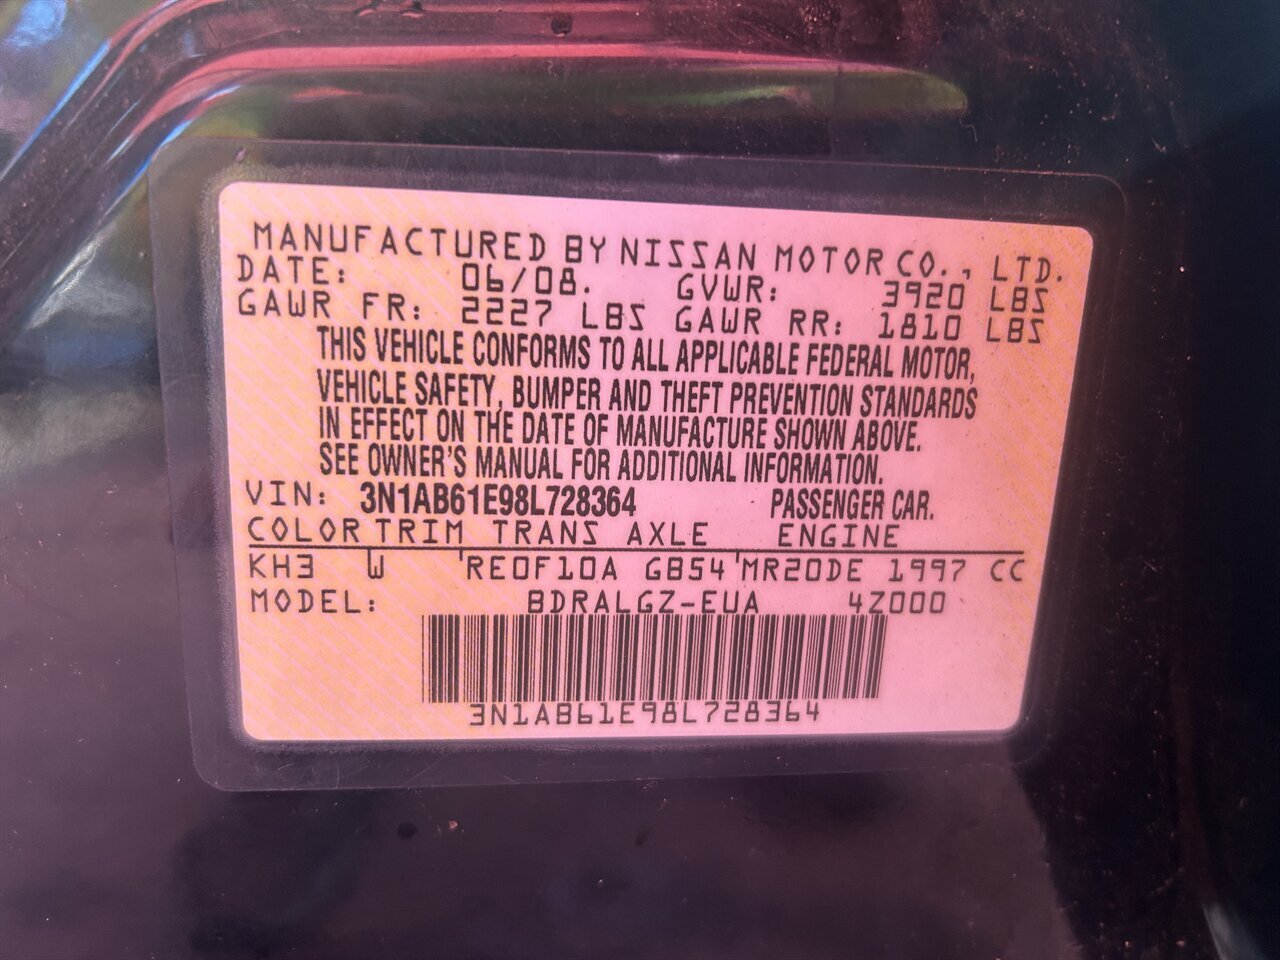 MANUFACTURED BY NISSAN MOTOR CO., LTD.
DATE: 06/08. GVWR: 3920 LBS
GAWR FR: 2227 LBS GAWR RR: 1810 LBS
THIS VEHICLE CONFORMS TO ALL APPLICABLE FEDERAL MOTOR,
VEHICLE SAFETY, BUMPER AND THEFT PREVENTION STANDARDS
IN EFFECT ON THE DATE OF MANUFACTURE SHOWN ABOVE.
SEE OWNER'S MANUAL FOR ADDITIONAL INFORMATION.
VIN: 3N1AB61E98L728364 PASSENGER CAR.
COLOR TRIM TRANS AXLE ENGINE
KH3 W 'RE0F10A GB54 'MR20DE 1997 CC
MODEL: BDRALGZ-EUA 4Z000
3N1AB61E98L728364